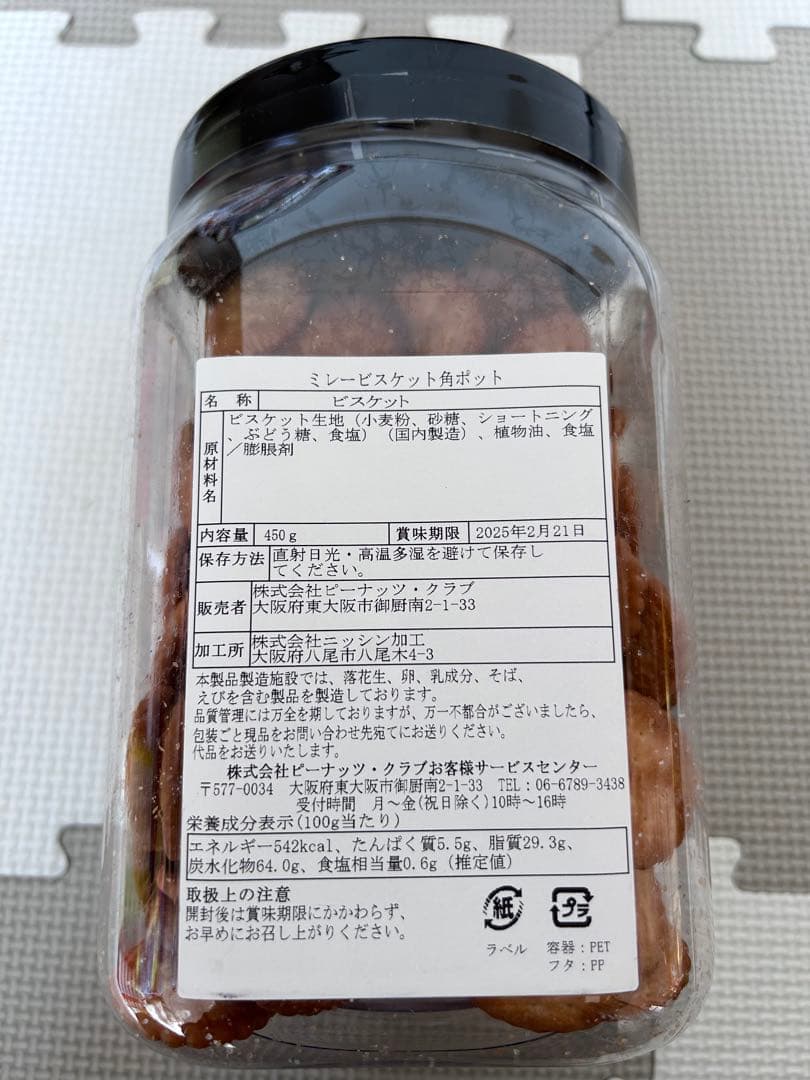 ミレービスケット角ポット
名 称 ビスケット
原材料名 ビスケット生地（小麦粉、砂糖、ショートニング
、ぶどう糖、食塩）（国内製造）、植物油、食塩
／膨脹剤
内容量 450g 賞味期限 2025年2月21日
保存方法 直射日光・高温多湿を避けて保存し
てください。
販売者 株式会社ピーナッツ・クラブ
大阪府東大阪市御厨南2-1-33
加工所 株式会社ニッシン加工
大阪府八尾市八尾木4-3
本製品製造施設では、落花生、卵、乳成分、そば、
えびを含む製品を製造しております。
品質管理には万全を期しておりますが、万一不都合がございましたら、
包装ごと現品をお問い合わせ先宛てにお送りください。
代品をお送りいたします。
株式会社ピーナッツ・クラブお客様サービスセンター
〒577-0034 大阪府東大阪市御厨南2-1-33 TEL:06-6789-3438
受付時間 月～金(祝日除く)10時～16時
栄養成分表示(100g当たり)
エネルギー542kcal、たんぱく質5.5g、脂質29.3g、
炭水化物64.0g、食塩相当量0.6g（推定値）
取扱上の注意
開封後は賞味期限にかかわらず、
お早めにお召し上がりください。
紙 プラ
ラベル 容器：PET
フタ：PP